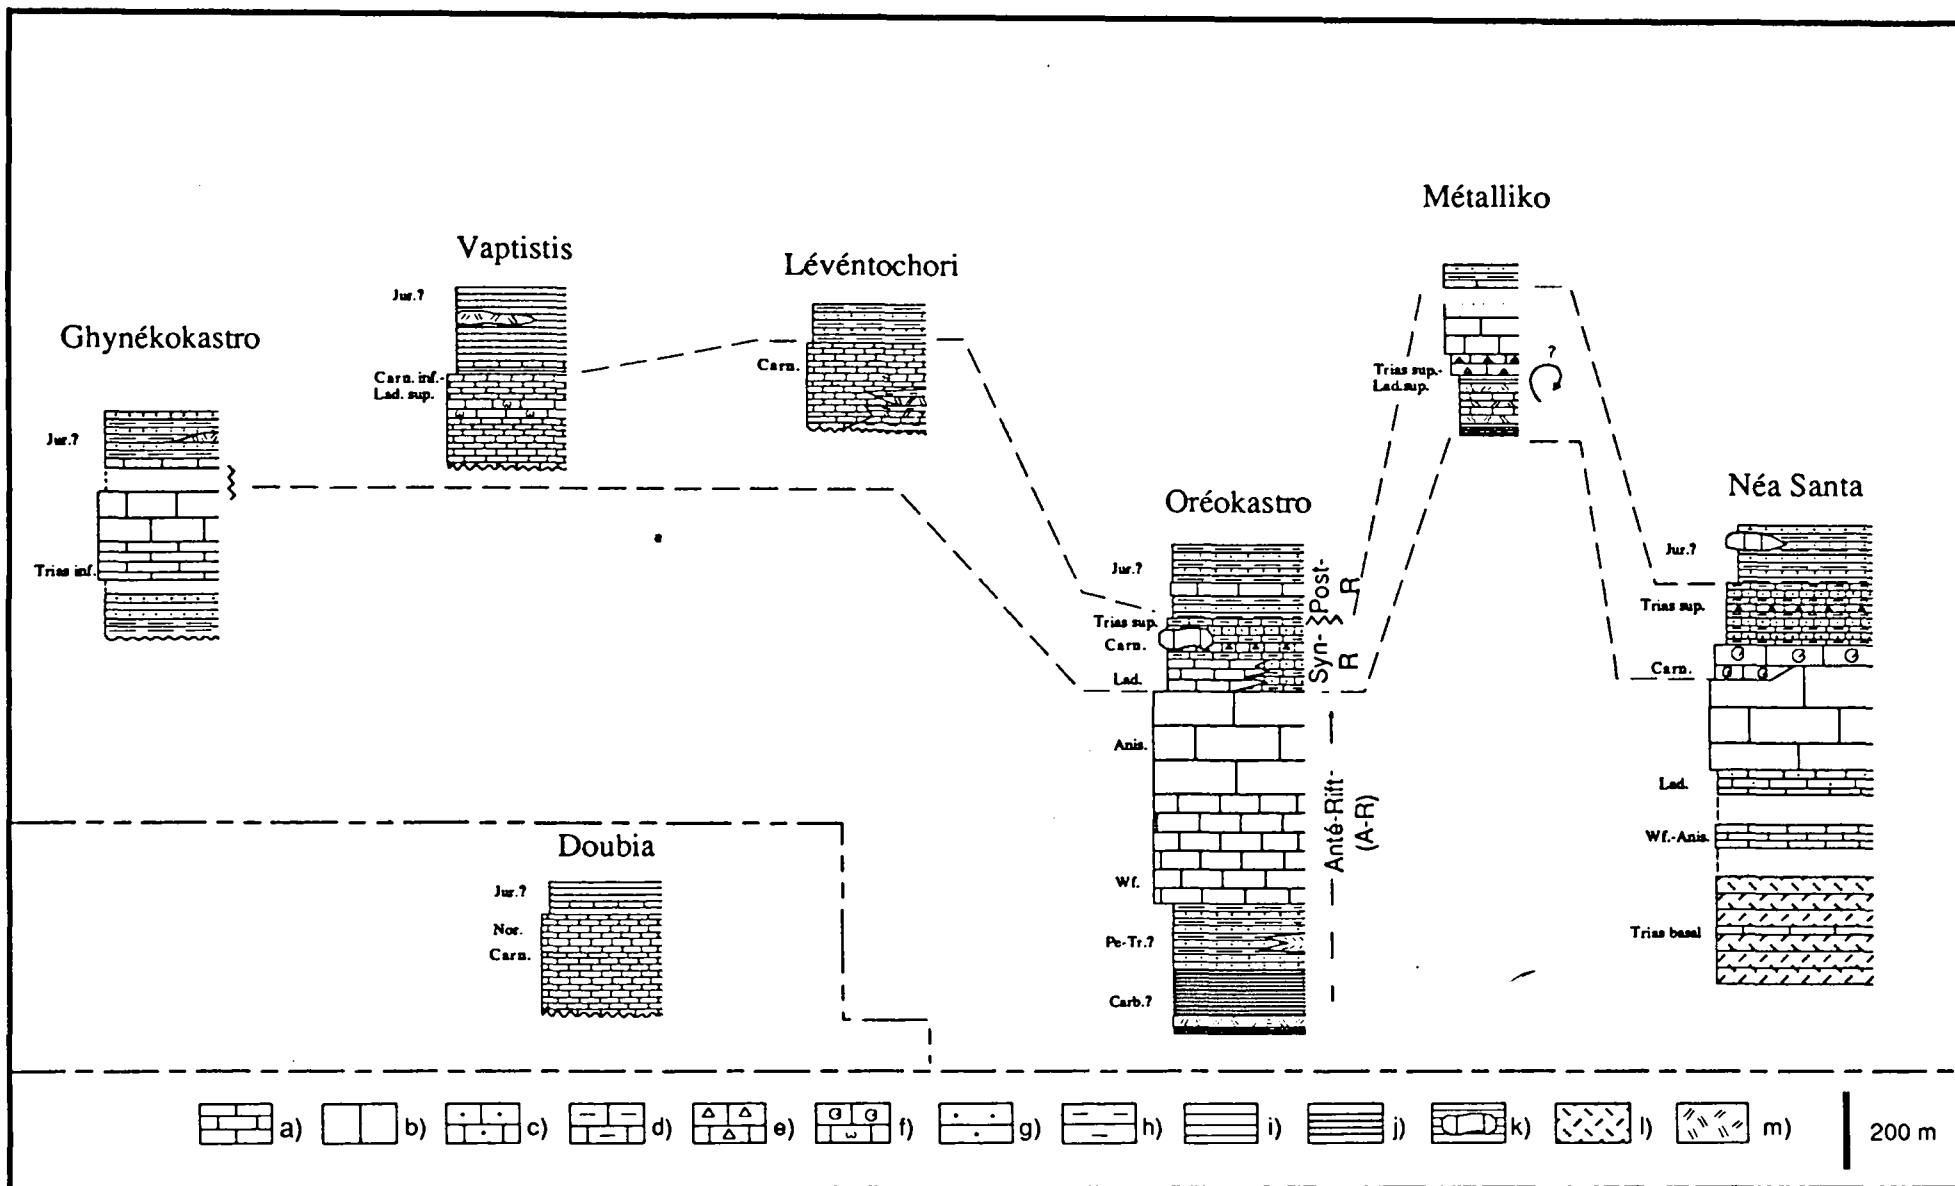 Métalliko
Vaptistis
Lévéntochori
Ghynékokastro
Jur.?
Carn. inf.-
Lad. sup.
Carn.
Jur.?
Trias inf.
Trias sup.-
Lad.sup.
?
Oréokastro
Jur.?
Trias sup.
Carn.
Lad.
Anis.
Wf.
Pe-Tr.?
Carb.?
Post-
R
Syn-
R
Anté-Rift-
(A-R)
Néa Santa
Jur.?
Trias sup.
Carn.
Lad.
Wf.-Anis.
Trias basal
Doubia
Jur.?
Nor.
Carn.
a) b) c) d) e) f) g) h) i) j) k) l) m) 200 m